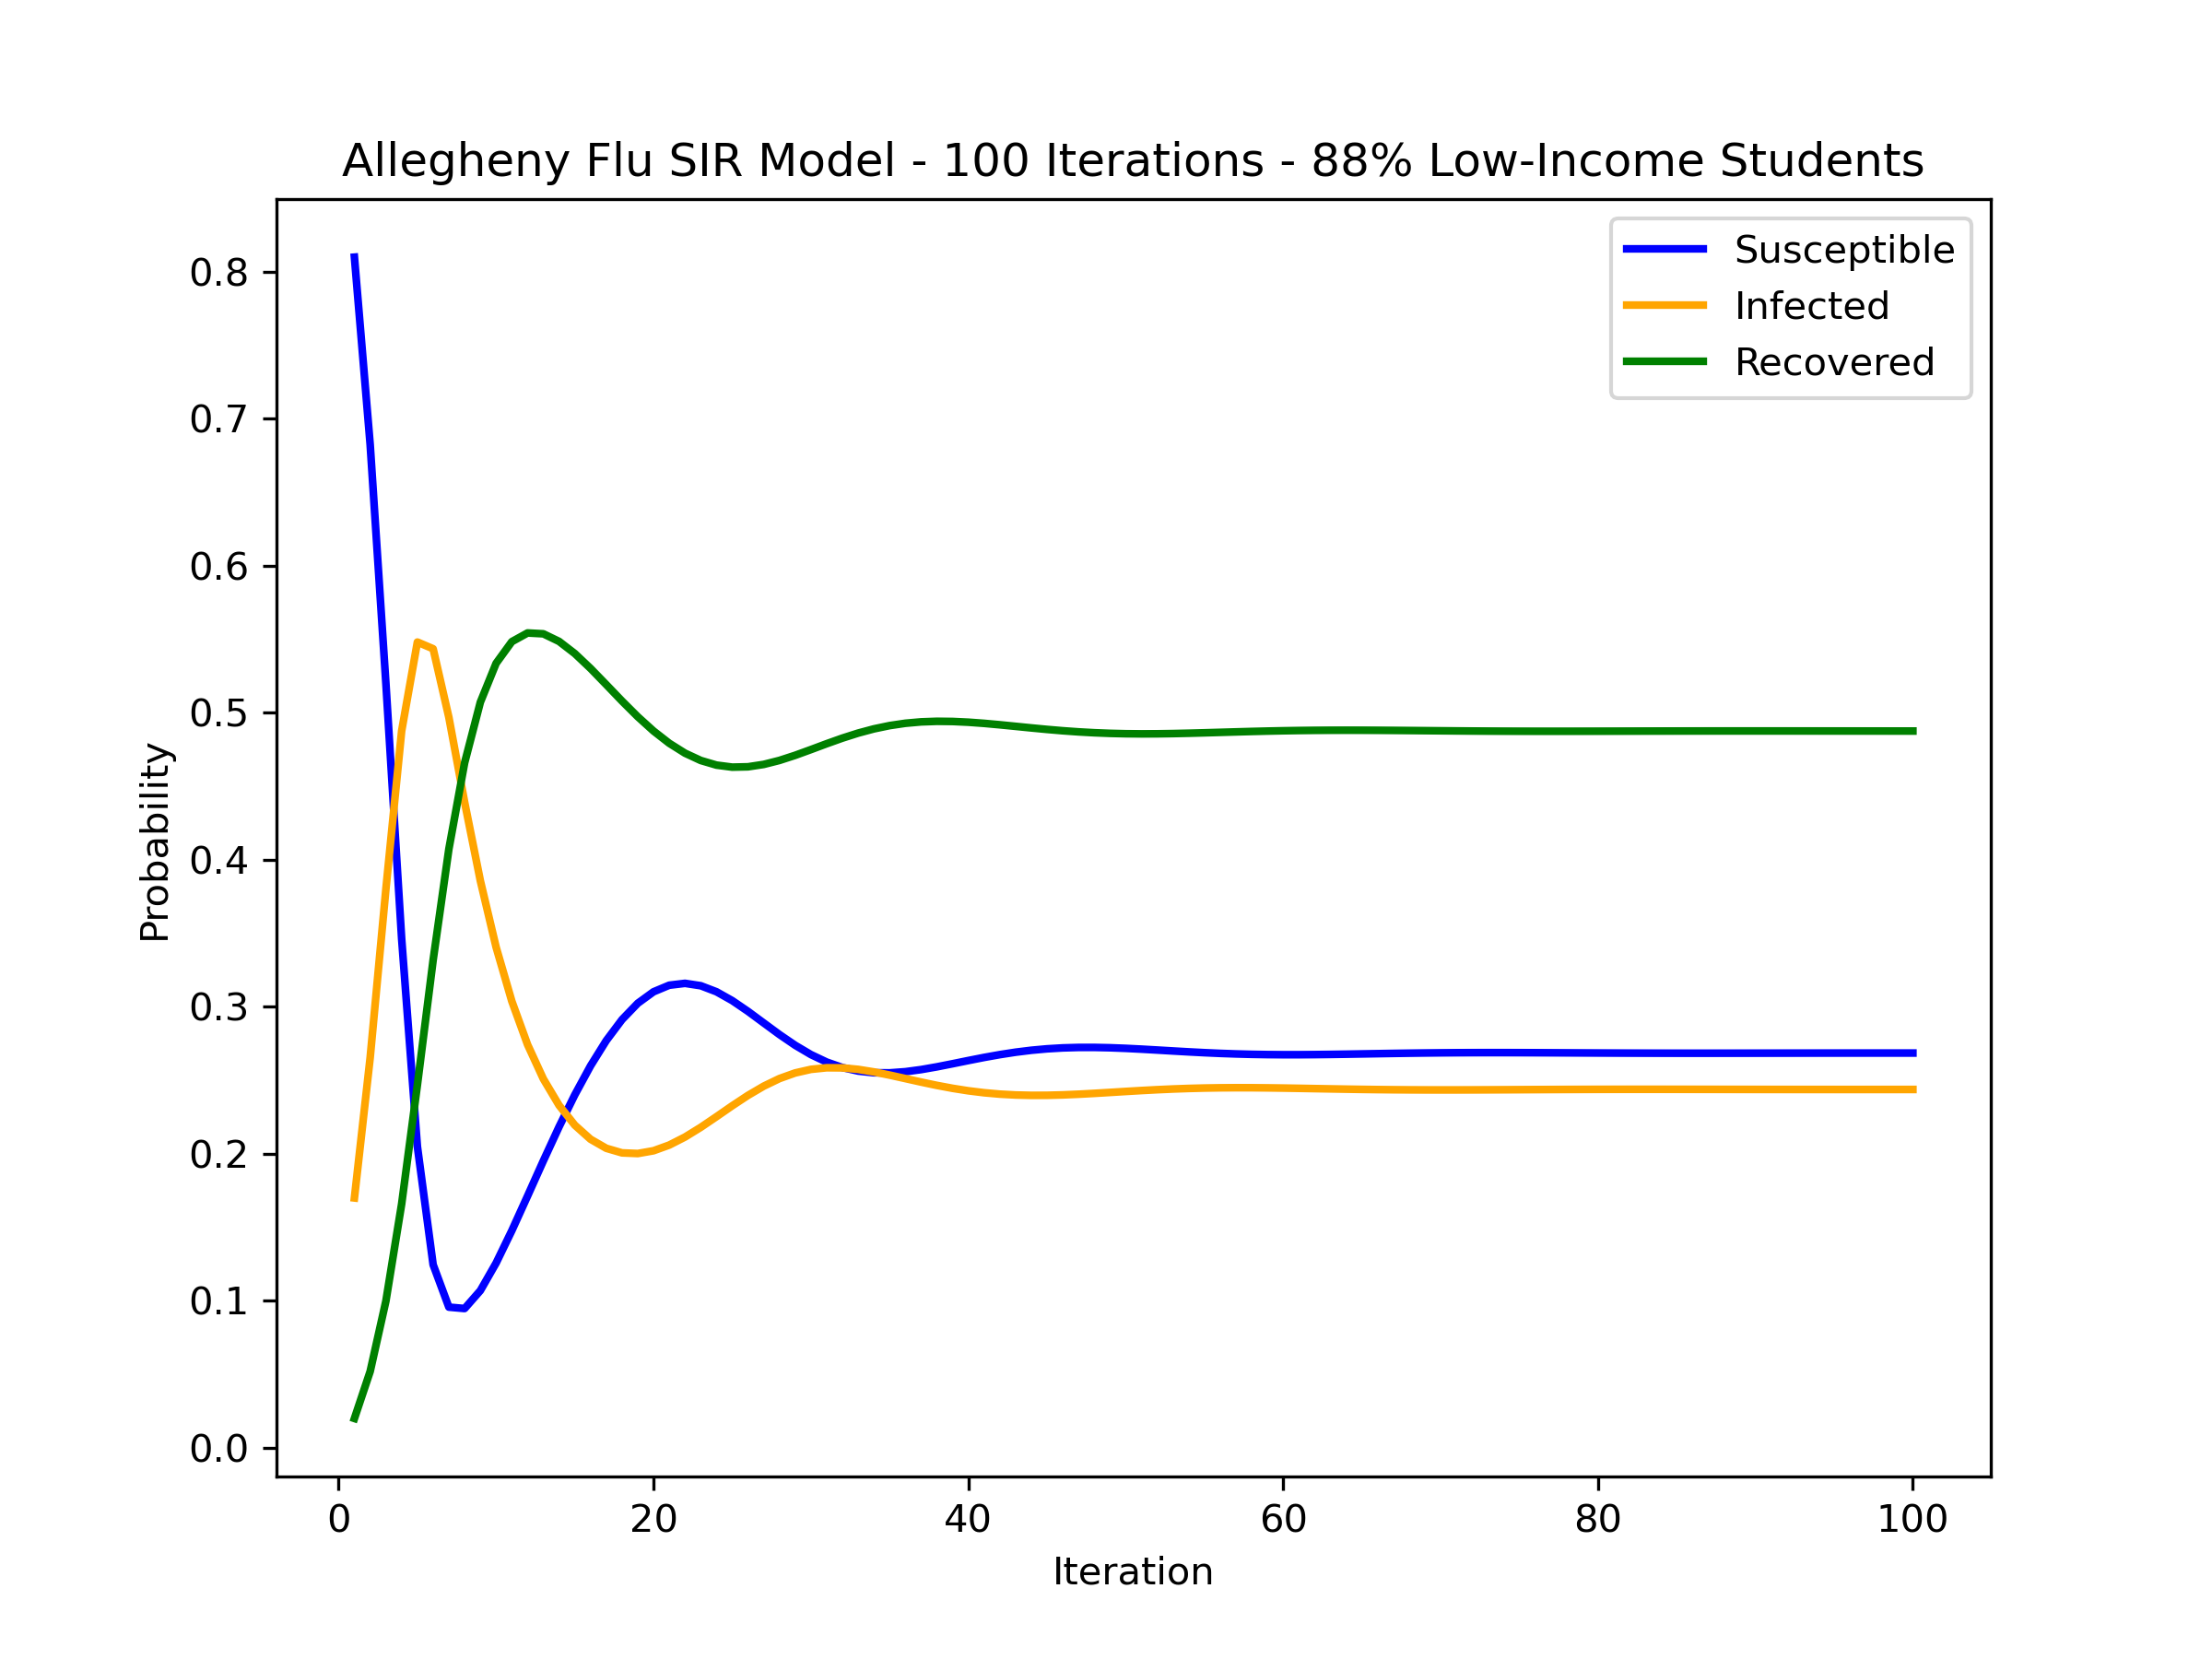 Allegheny Flu SIR Model - 100 Iterations - 88% Low-Income Students
Susceptible
Infected
Recovered
0.8
0.7
0.6
0.5
0.4
0.3
0.2
0.1
0.0
Probability
0 20 40 60 80 100
Iteration